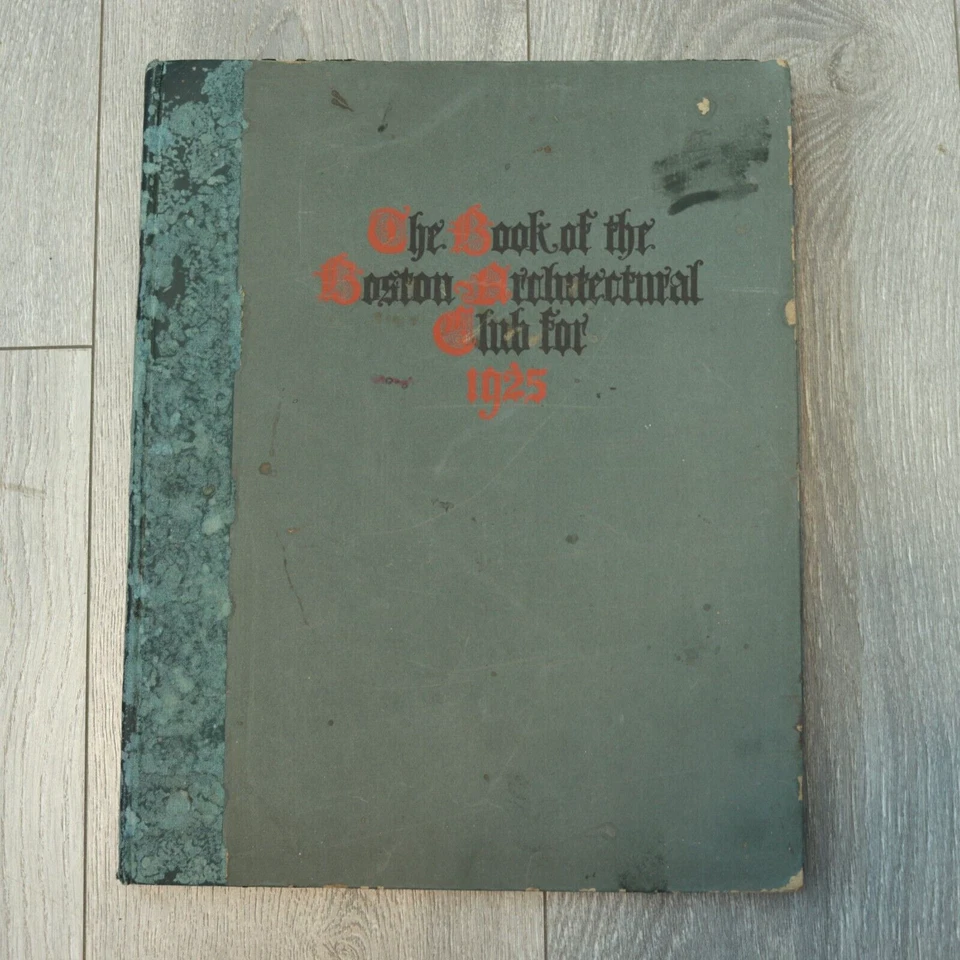 The Book of the
Boston Architectural
Club for
1925